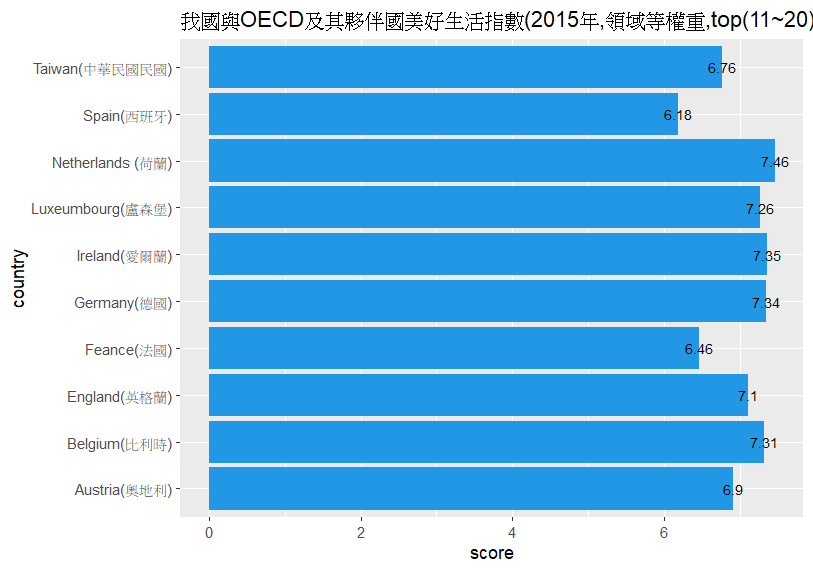 我國與OECD及其夥伴國美好生活指數(2015年,領域等權重,top(11~20)
Taiwan(中華民國民國)
6.76
Spain(西班牙)
6.18
Netherlands (荷蘭)
7.46
Luxeumbourg(盧森堡)
7.26
Ireland(愛爾蘭)
7.35
Germany(德國)
7.34
Feance(法國)
6.46
England(英格蘭)
7.1
Belgium(比利時)
7.31
Austria(奧地利)
6.9
country
0 2 4 6
score